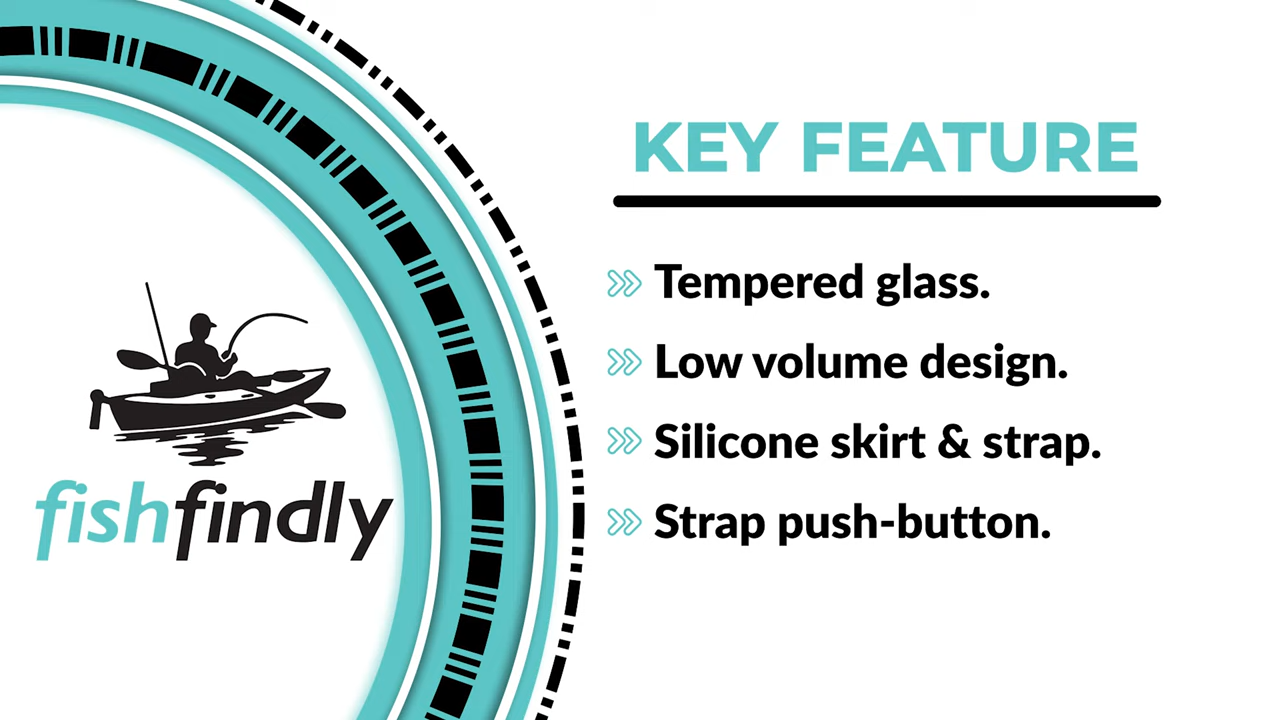 KEY FEATURE
Tempered glass.
Low volume design.
Silicone skirt & strap.
Strap push-button.
fishfindly